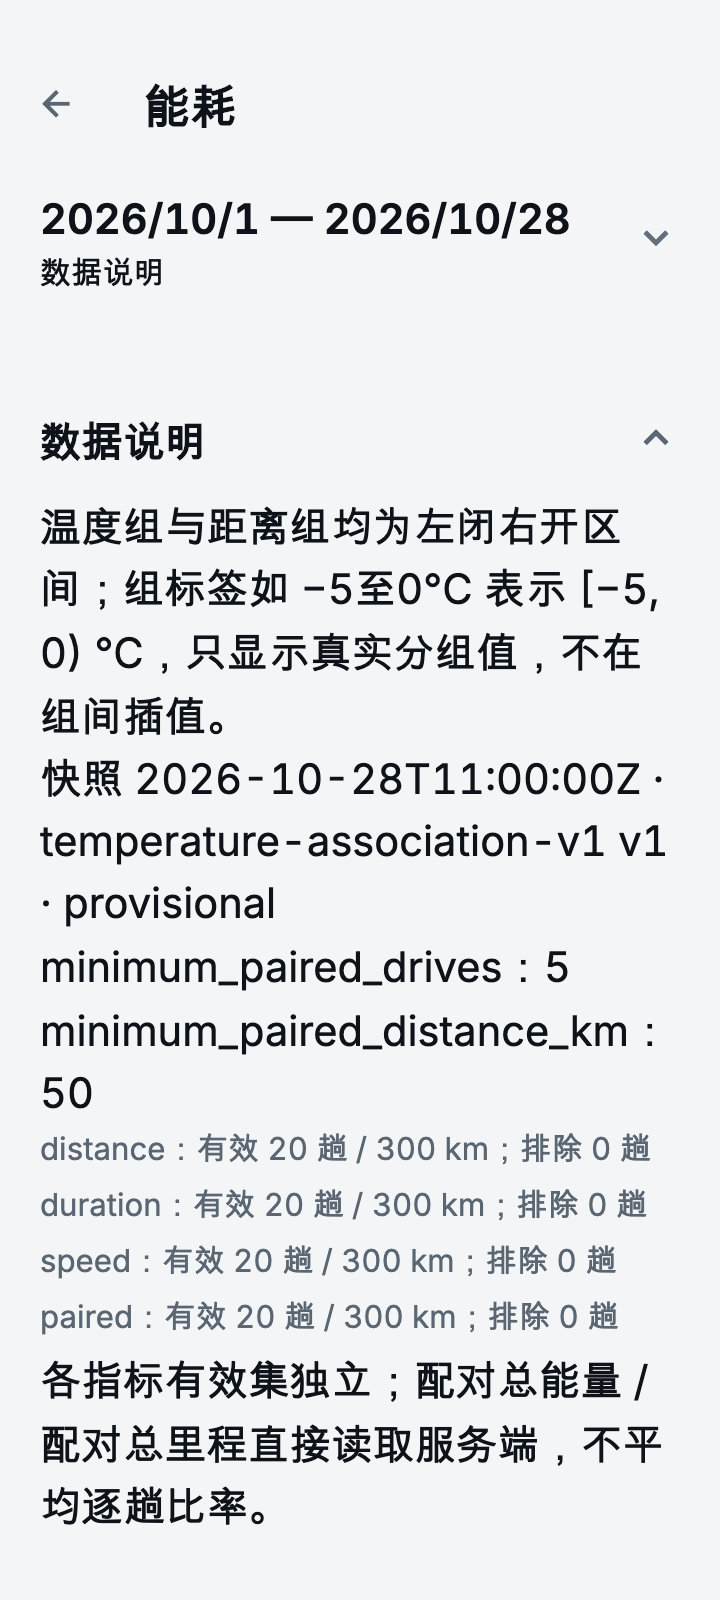 能耗
2026/10/1 — 2026/10/28
数据说明
数据说明
温度组与距离组均为左闭右开区
间；组标签如 −5至0°C 表示 [−5,
0) °C，只显示真实分组值，不在
组间插值。
快照 2026-10-28T11:00:00Z ·
temperature-association-v1 v1
· provisional
minimum_paired_drives：5
minimum_paired_distance_km：
50
distance：有效 20 趟 / 300 km；排除 0 趟
duration：有效 20 趟 / 300 km；排除 0 趟
speed：有效 20 趟 / 300 km；排除 0 趟
paired：有效 20 趟 / 300 km；排除 0 趟
各指标有效集独立；配对总能量 /
配对总里程直接读取服务端，不平
均逐趟比率。